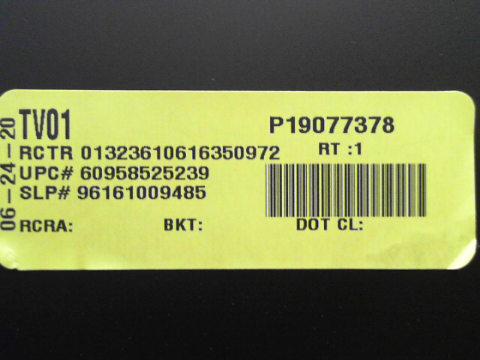 06-24-20
TV01 P19077378
RCTR 01323610616350972 RT :1
UPC# 60958525239
SLP# 96161009485
RCRA: BKT: DOT CL: